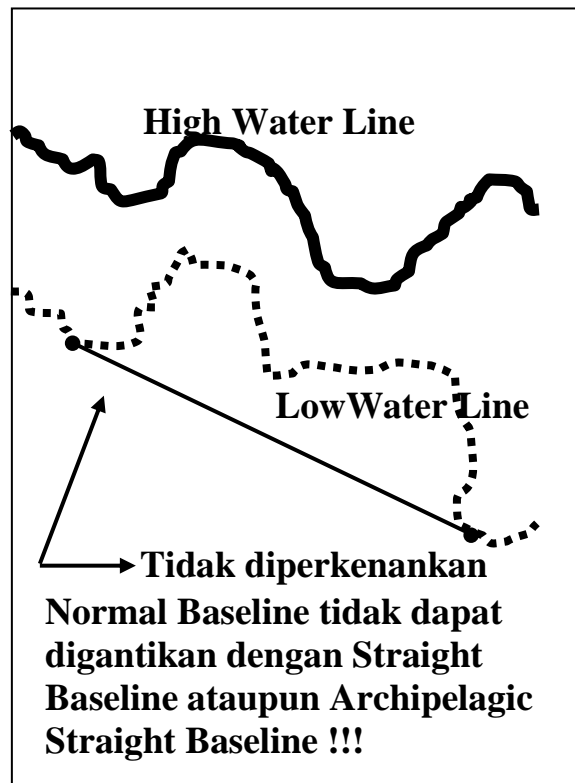 High Water Line
LowWater Line
Tidak diperkenankan
Normal Baseline tidak dapat
digantikan dengan Straight
Baseline ataupun Archipelagic
Straight Baseline !!!